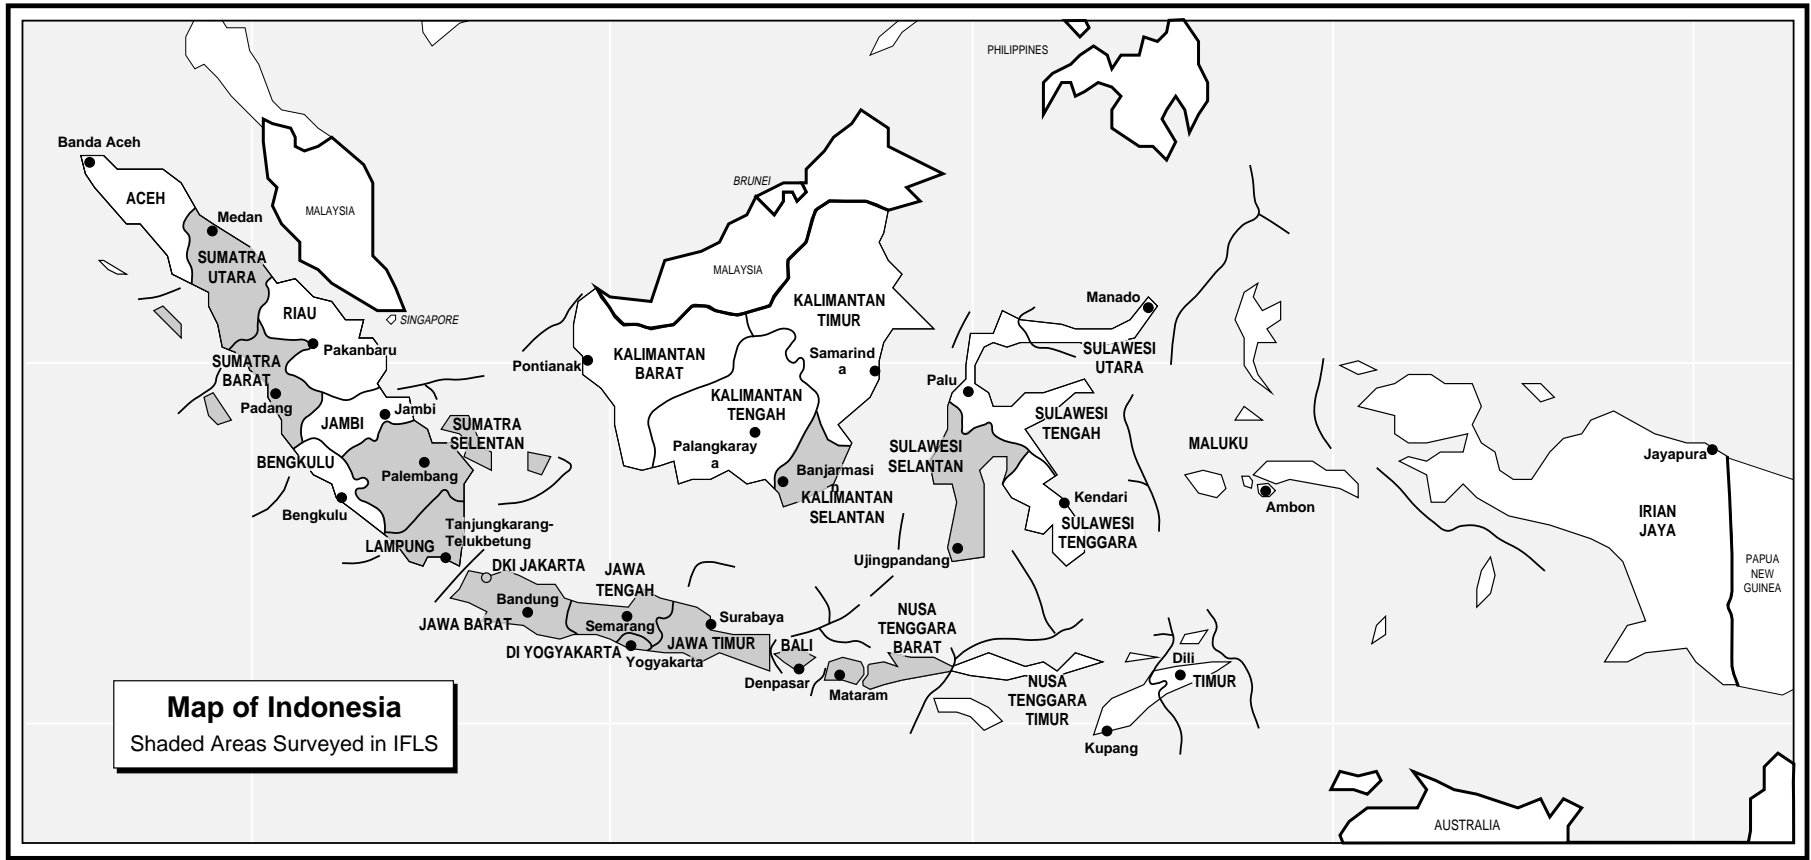 PHILIPPINES
Banda Aceh
ACEH
BRUNEI
MALAYSIA
Medan
SUMATRA
UTARA
MALAYSIA
KALIMANTAN
TIMUR
Manado
RIAU
SINGAPORE
Pakanbaru
SUMATRA
BARAT
Padang
Pontianak
KALIMANTAN
BARAT
Samarind
a
SULAWESI
UTARA
Palu
KALIMANTAN
TENGAH
Palangkaray
a
Jambi
JAMBI
SUMATRA
SELENTAN
SULAWESI
TENGAH
SULAWESI
SELANTAN
MALUKU
Jayapura
BENGKULU
Palembang
Banjarmasi
n
KALIMANTAN
SELANTAN
Kendari
SULAWESI
TENGGARA
Ambon
IRIAN
JAYA
Bengkulu
Tanjungkarang-
Telukbetung
LAMPUNG
Ujingpandang
PAPUA
NEW
GUINEA
DKI JAKARTA
JAWA
TENGAH
Bandung
JAWA BARAT
Semarang
Surabaya
DI YOGYAKARTA
Yogyakarta
JAWA TIMUR
BALI
Denpasar
NUSA
TENGGARA
BARAT
Mataram
NUSA
TENGGARA
TIMUR
Dili
TIMUR
Kupang
Map of Indonesia
Shaded Areas Surveyed in IFLS
AUSTRALIA